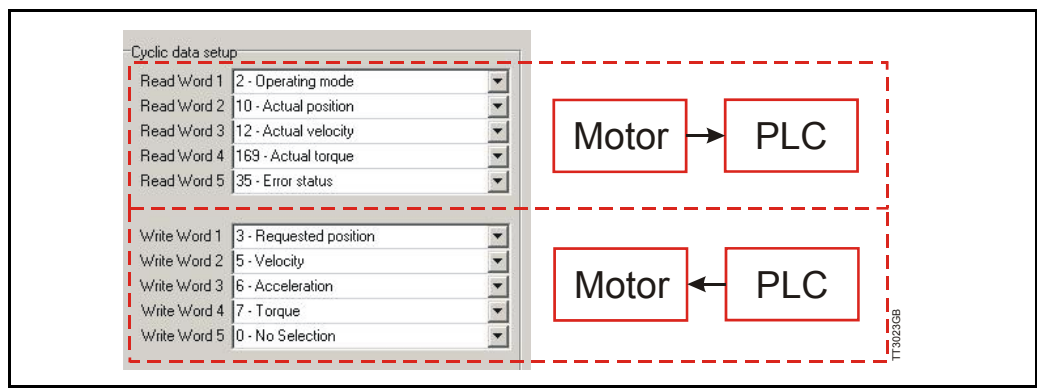 Cyclic data setup
Read Word 1 2 - Operating mode
Read Word 2 10 - Actual position
Read Word 3 12 - Actual velocity
Read Word 4 169 - Actual torque
Read Word 5 35 - Error status
Motor PLC
Write Word 1 3 - Requested position
Write Word 2 5 - Velocity
Write Word 3 6 - Acceleration
Write Word 4 7 - Torque
Write Word 5 0 - No Selection
Motor PLC
TT3023GB